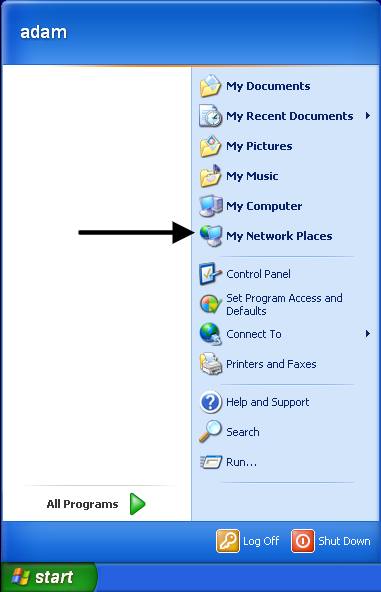 adam
My Documents
My Recent Documents
My Pictures
My Music
My Computer
My Network Places
Control Panel
Set Program Access and
Defaults
Connect To
Printers and Faxes
Help and Support
Search
Run...
All Programs
Log Off
Shut Down
start